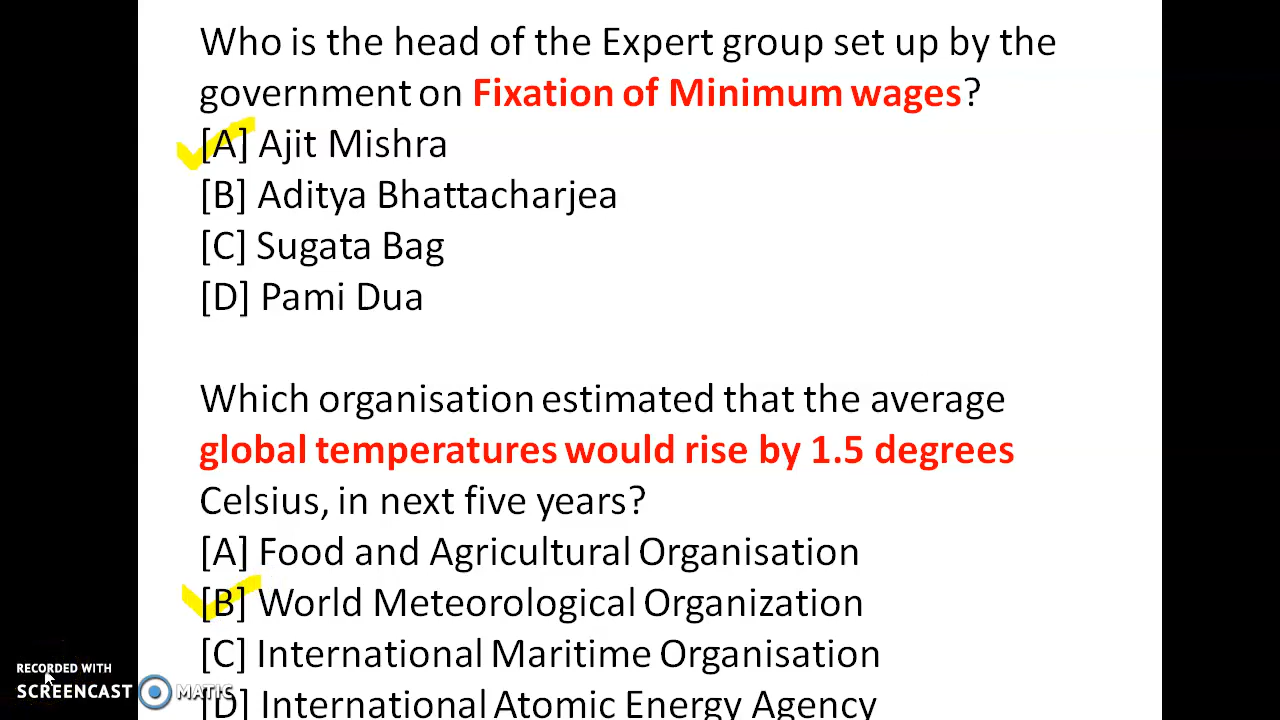 Who is the head of the Expert group set up by the
government on Fixation of Minimum wages?
[A] Ajit Mishra
[B] Aditya Bhattacharjea
[C] Sugata Bag
[D] Pami Dua
Which organisation estimated that the average
global temperatures would rise by 1.5 degrees
Celsius, in next five years?
[A] Food and Agricultural Organisation
[B] World Meteorological Organization
[C] International Maritime Organisation
[D] International Atomic Energy Agency
RECORDED WITH
SCREENCAST MATIC